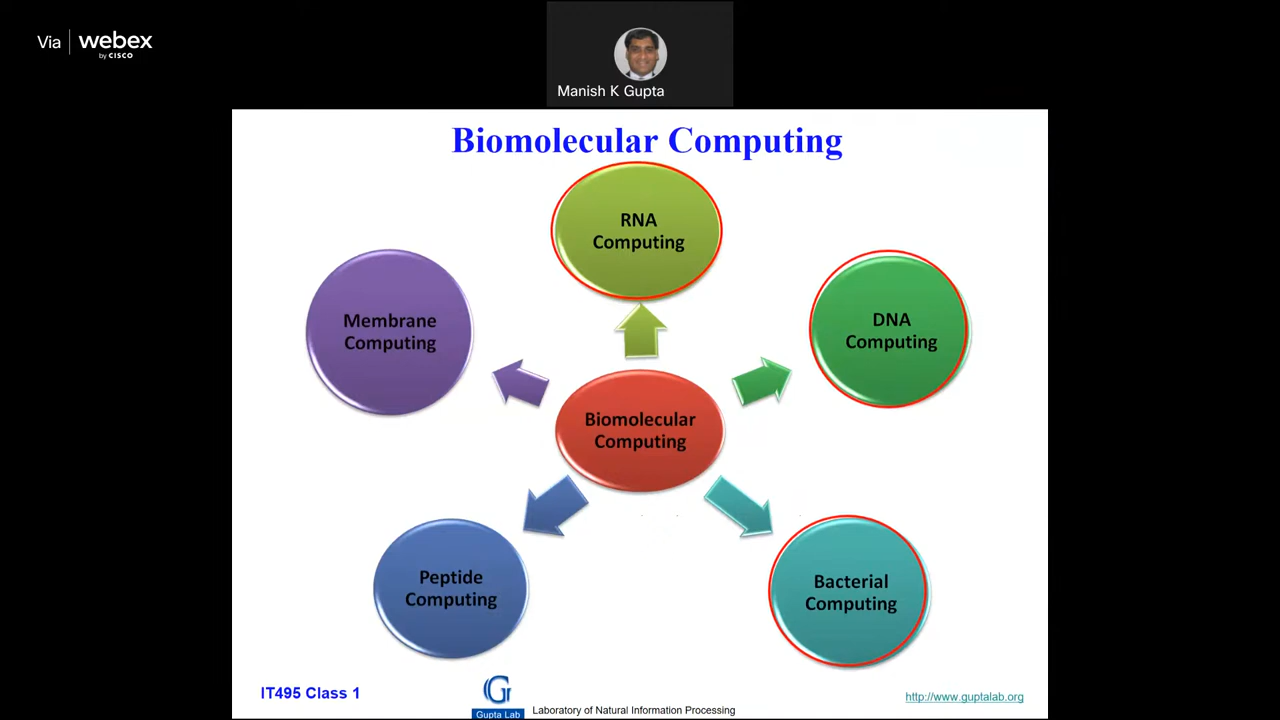 Via webex
by CISCO
Manish K Gupta
Biomolecular Computing
RNA
Computing
Membrane
Computing
DNA
Computing
Biomolecular
Computing
Peptide
Computing
Bacterial
Computing
IT495 Class 1
G
Gupta Lab
Laboratory of Natural Information Processing
http://www.guptalab.org